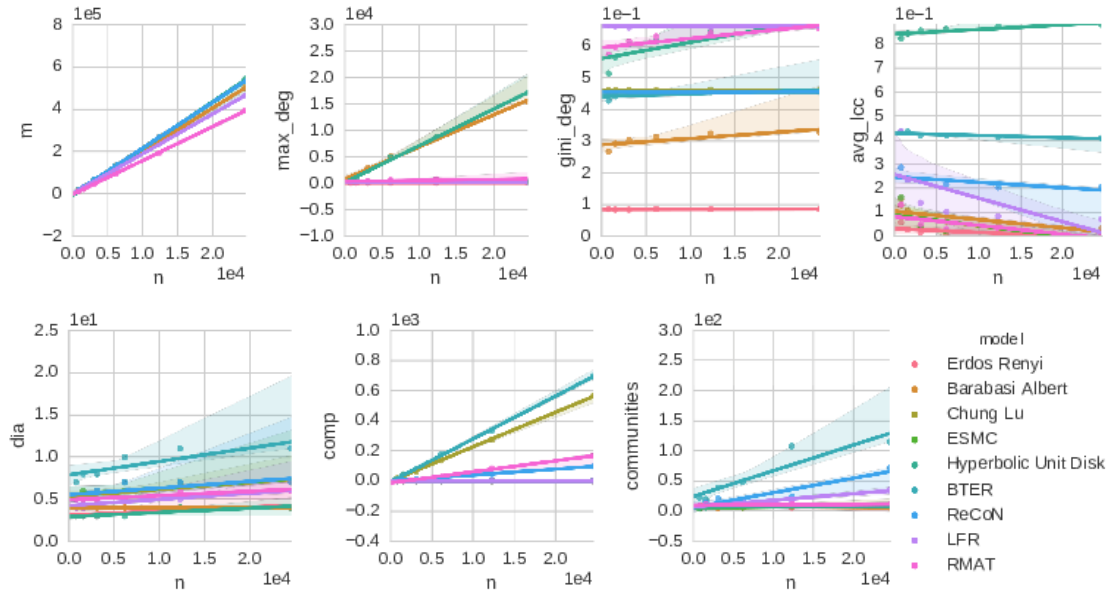 1e5
8
6
4
2
0
−2
m
0.0 0.5 1.0 1.5 2.0
n
1e4
1e4
3.0
2.5
2.0
1.5
1.0
0.5
0.0
−0.5
−1.0
max_deg
0.0 0.5 1.0 1.5 2.0
n
1e4
1e−1
6
5
4
3
2
1
0
gini_deg
0.0 0.5 1.0 1.5 2.0
n
1e4
1e−1
8
7
6
5
4
3
2
1
0
avg_lcc
0.0 0.5 1.0 1.5 2.0
n
1e4
1e1
2.5
2.0
1.5
1.0
0.5
0.0
dia
0.0 0.5 1.0 1.5 2.0
n
1e4
1e3
1.0
0.8
0.6
0.4
0.2
0.0
−0.2
−0.4
comp
0.0 0.5 1.0 1.5 2.0
n
1e4
1e2
3.0
2.5
2.0
1.5
1.0
0.5
0.0
−0.5
communities
0.0 0.5 1.0 1.5 2.0
n
1e4
model
Erdos Renyi
Barabasi Albert
Chung Lu
ESMC
Hyperbolic Unit Disk
BTER
ReCoN
LFR
RMAT